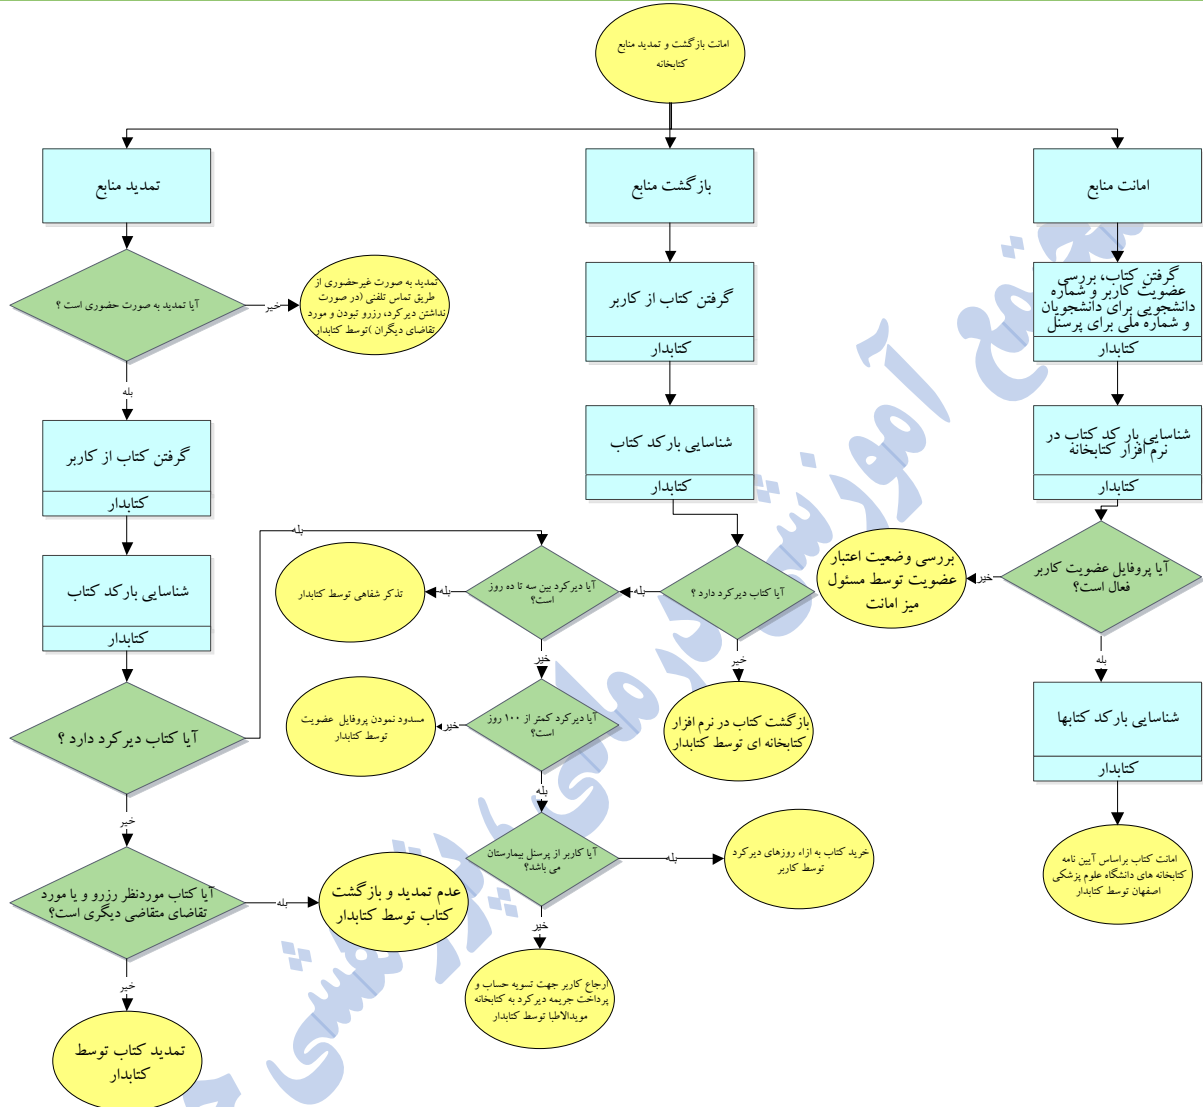 امانت بازگشت و تمدید منابع
کتابخانه
امانت منابع
گرفتن کتاب، بررسی
عضویت کاربر و شماره
دانشجویی برای دانشجویان
و شماره ملی برای پرسنل
کتابدار
شناسایی بار کد کتاب در
نرم افزار کتابخانه
کتابدار
آیا پروفایل عضویت کاربر
فعال است؟
خیر
بررسی وضعیت اعتبار
عضویت توسط مسئول
میز امانت
بله
شناسایی بارکد کتابها
کتابدار
امانت کتاب براساس آیین نامه
کتابخانه های دانشگاه علوم پزشکی
اصفهان توسط کتابدار
بازگشت منابع
گرفتن کتاب از کاربر
کتابدار
شناسایی بارکد کتاب
کتابدار
آیا کتاب دیرکرد دارد ؟
خیر
بازگشت کتاب در نرم افزار
کتابخانه ای توسط کتابدار
بله
آیا دیرکرد بین سه تا ده روز
است؟
بله
تذکر شفاهی توسط کتابدار
خیر
آیا دیرکرد کمتر از ۱۰۰ روز
است؟
خیر
مسدود نمودن پروفایل عضویت
توسط کتابدار
بله
آیا کاربر از پرسنل بیمارستان
می باشد؟
بله
خرید کتاب به ازاء روزهای دیرکرد
توسط کاربر
خیر
ارجاع کاربر جهت تسویه حساب و
پرداخت جریمه دیرکرد به کتابخانه
مویدالاطبا توسط کتابدار
تمدید منابع
آیا تمدید به صورت حضوری است ؟
خیر
تمدید به صورت غیرحضوری از
طریق تماس تلفنی (در صورت
نداشتن دیرکرد، رزرو نبودن و مورد
تقاضای دیگران )توسط کتابدار
بله
گرفتن کتاب از کاربر
کتابدار
شناسایی بارکد کتاب
کتابدار
آیا کتاب دیرکرد دارد ؟
بله
خیر
آیا کتاب موردنظر رزرو و یا مورد
تقاضای متقاضی دیگری است؟
بله
عدم تمدید و بازگشت
کتاب توسط کتابدار
خیر
تمدید کتاب توسط
کتابدار
آموزشی درمانی پژوهشی